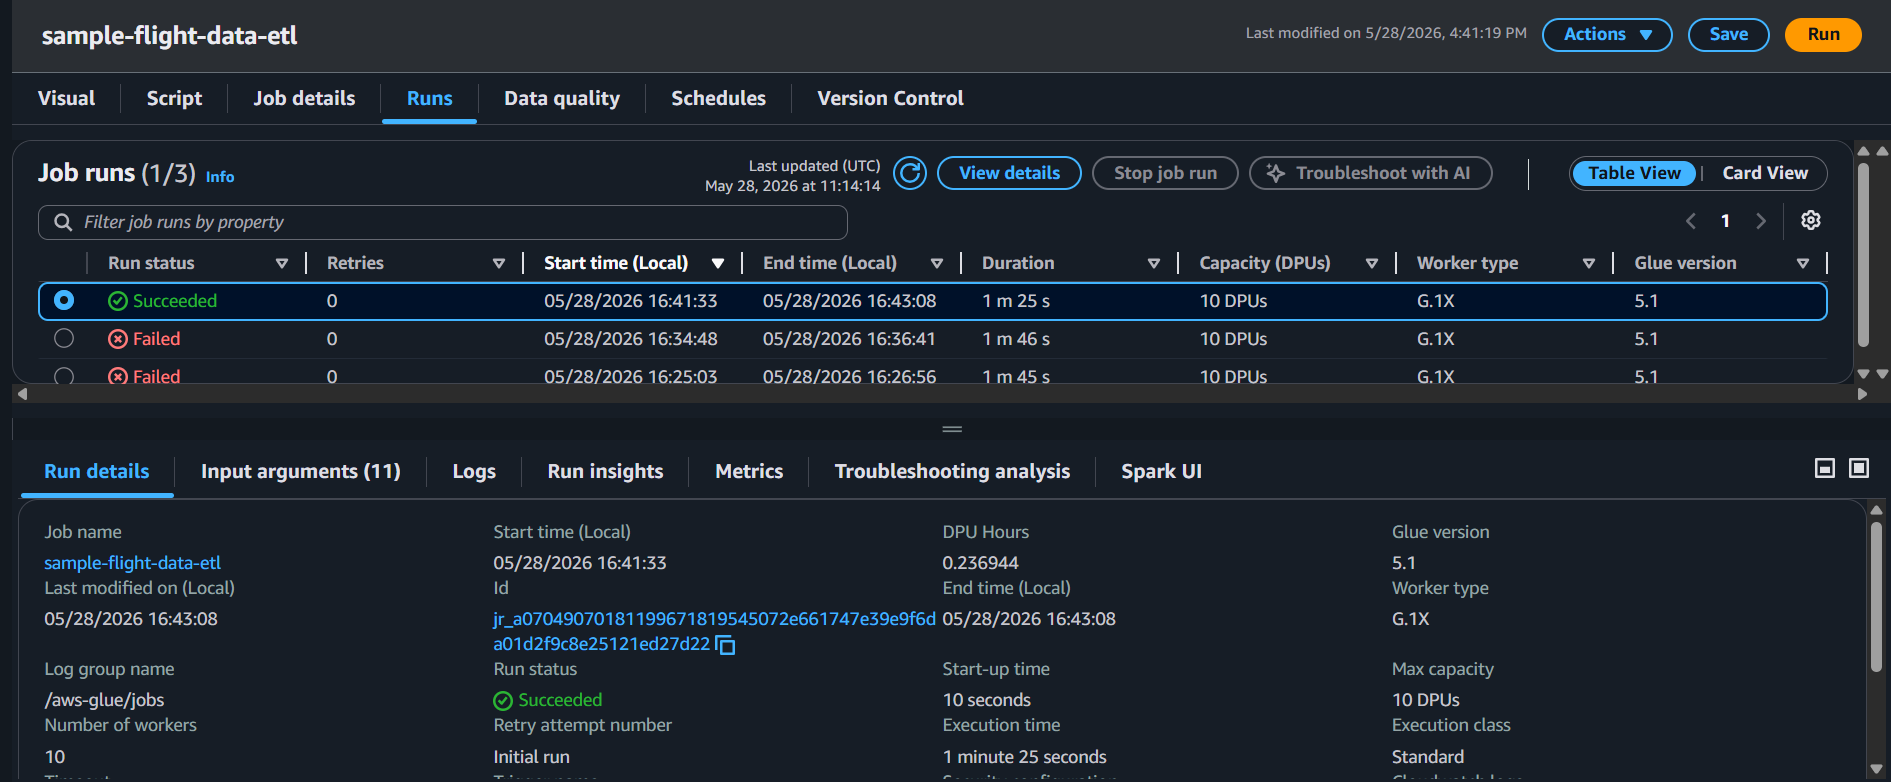 sample-flight-data-etl
Last modified on 5/28/2026, 4:41:19 PM
Actions
Save
Run
Visual
Script
Job details
Runs
Data quality
Schedules
Version Control
Job runs (1/3) Info
Last updated (UTC)
May 28, 2026 at 11:14:14
View details
Stop job run
Troubleshoot with AI
Table View
Card View
Filter job runs by property
1
Run status Retries Start time (Local) End time (Local) Duration Capacity (DPUs) Worker type Glue version
Succeeded 0 05/28/2026 16:41:33 05/28/2026 16:43:08 1 m 25 s 10 DPUs G.1X 5.1
Failed 0 05/28/2026 16:34:48 05/28/2026 16:36:41 1 m 46 s 10 DPUs G.1X 5.1
Failed 0 05/28/2026 16:25:03 05/28/2026 16:26:56 1 m 45 s 10 DPUs G.1X 5.1
Run details
Input arguments (11)
Logs
Run insights
Metrics
Troubleshooting analysis
Spark UI
Job name Start time (Local) DPU Hours Glue version
sample-flight-data-etl 05/28/2026 16:41:33 0.236944 5.1
Last modified on (Local) Id End time (Local) Worker type
05/28/2026 16:43:08 jr_a07049070181199671819545072e661747e39e9f6d 05/28/2026 16:43:08 G.1X
a01d2f9c8e25121ed27d22
Log group name Run status Start-up time Max capacity
/aws-glue/jobs Succeeded 10 seconds 10 DPUs
Number of workers Retry attempt number Execution time Execution class
10 Initial run 1 minute 25 seconds Standard